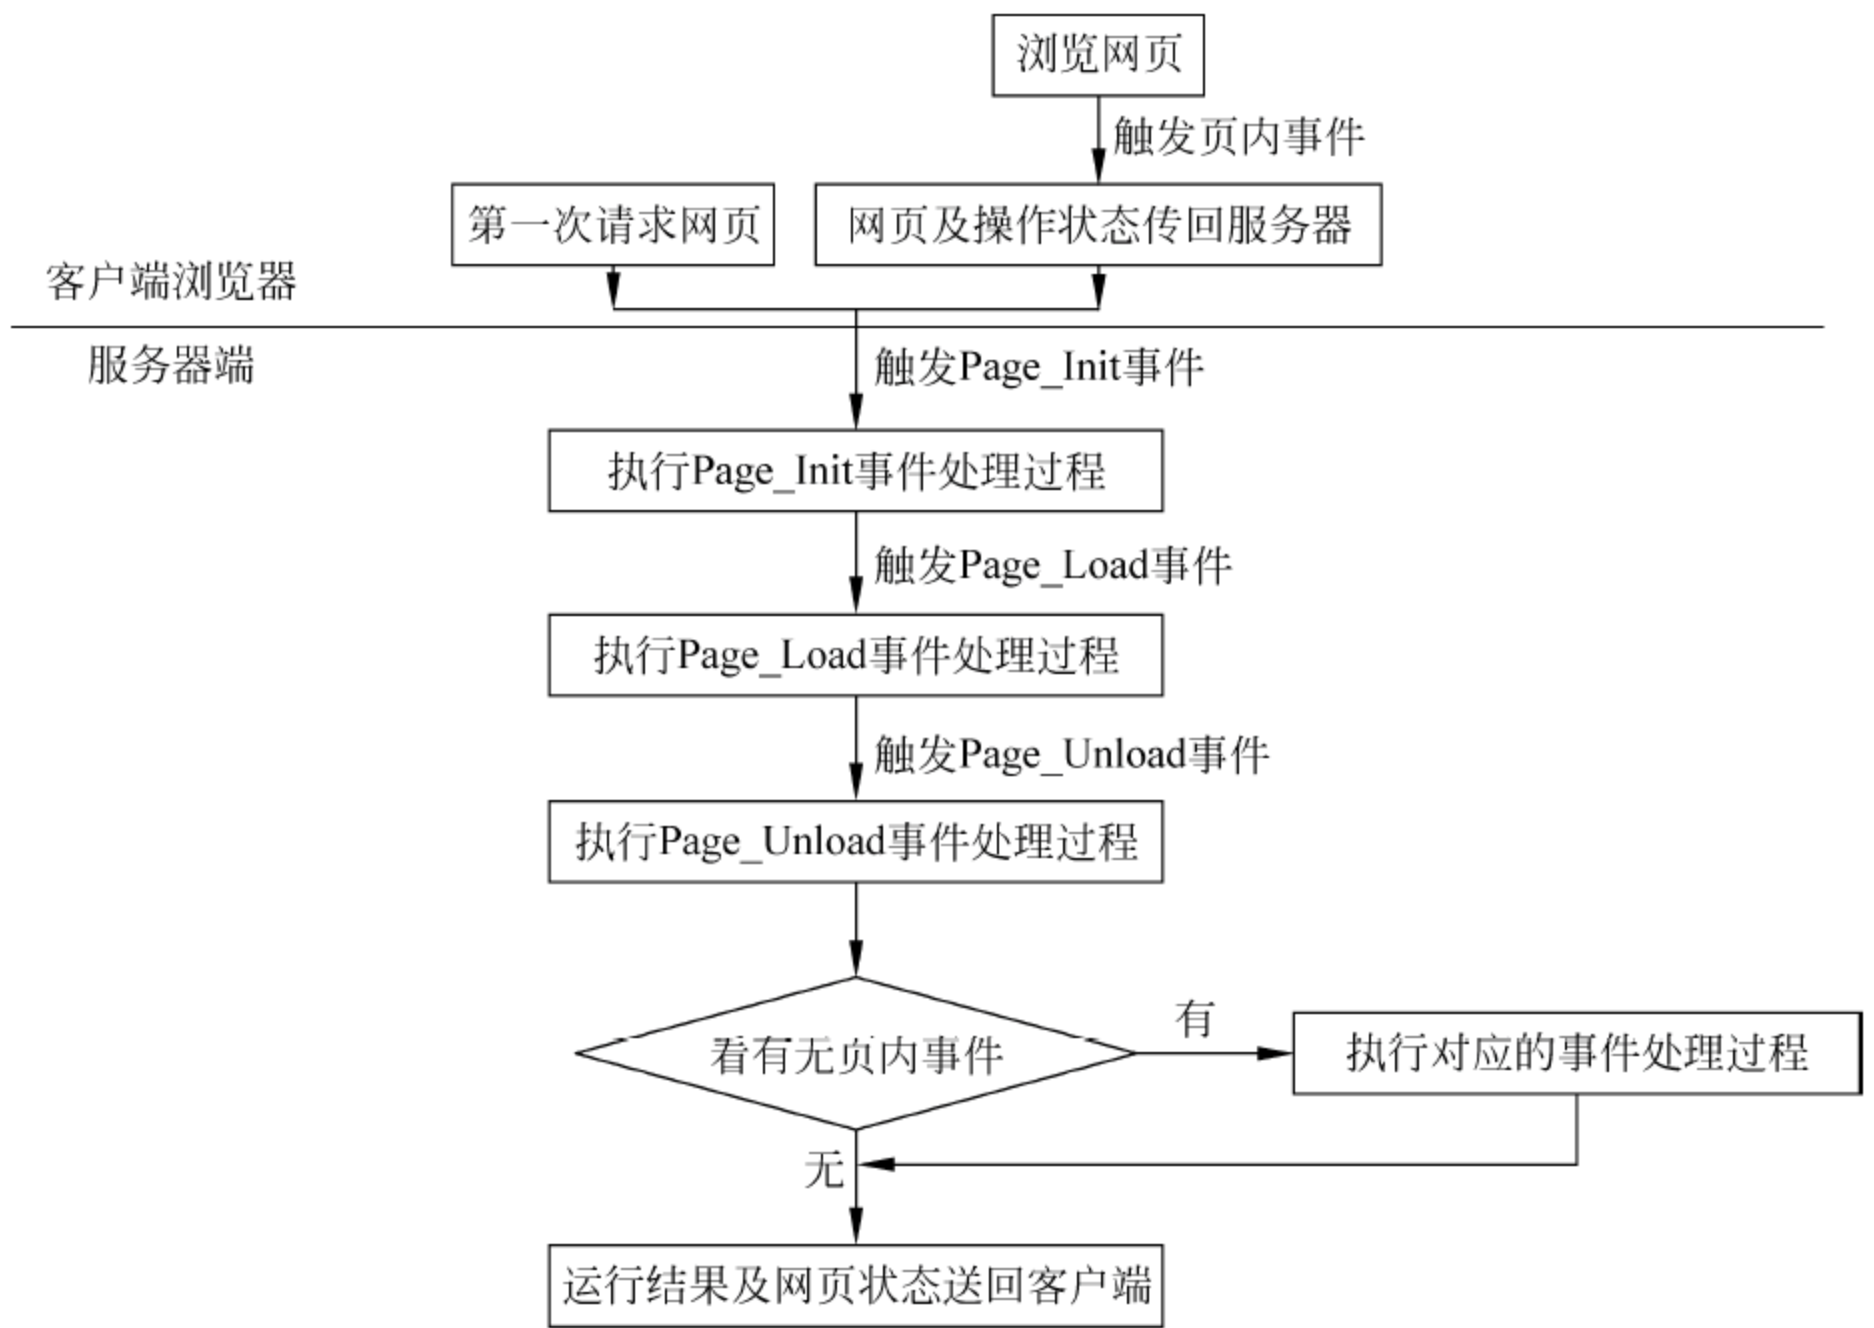 浏览网页
触发页内事件
第一次请求网页
网页及操作状态传回服务器
客户端浏览器
服务器端
触发Page_Init事件
执行Page_Init事件处理过程
触发Page_Load事件
执行Page_Load事件处理过程
触发Page_Unload事件
执行Page_Unload事件处理过程
看有无页内事件
有
执行对应的事件处理过程
无
运行结果及网页状态送回客户端